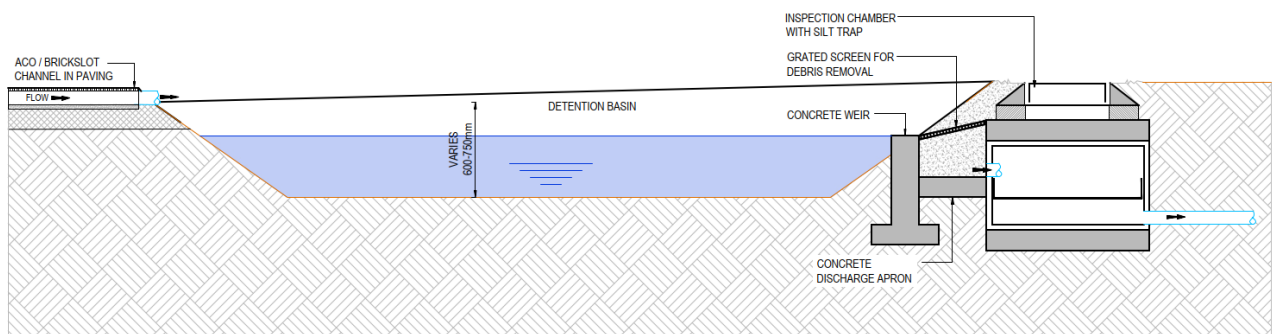 INSPECTION CHAMBER
WITH SILT TRAP
ACO / BRICKSLOT
CHANNEL IN PAVING
GRATED SCREEN FOR
DEBRIS REMOVAL
FLOW
DETENTION BASIN
CONCRETE WEIR
VARIES
600-750mm
CONCRETE
DISCHARGE APRON